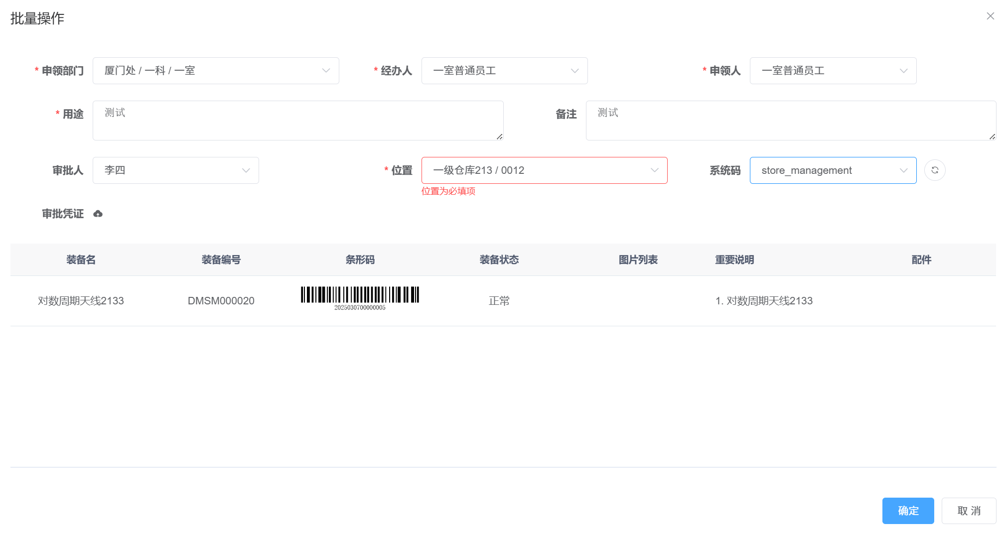 批量操作
* 申领部门 厦门处 / 一科 / 一室 * 经办人 一室普通员工 * 申领人 一室普通员工
* 用途 测试 备注 测试
审批人 李四 * 位置 一级仓库213 / 0012 系统码 store_management
位置为必填项
审批凭证
装备名 装备编号 条形码 装备状态 图片列表 重要说明 配件
对数周期天线2133 DMSM000020 2025030700000005 正常 1. 对数周期天线2133
确定 取 消